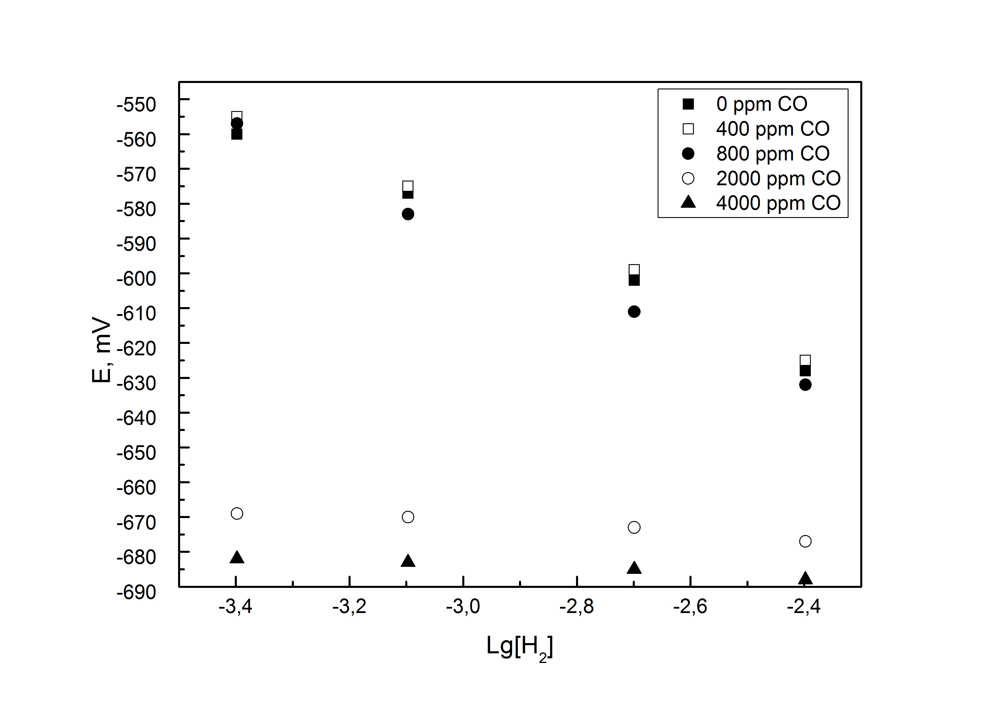 0 ppm CO
400 ppm CO
800 ppm CO
2000 ppm CO
4000 ppm CO
E, mV
-550
-560
-570
-580
-590
-600
-610
-620
-630
-640
-650
-660
-670
-680
-690
-3,4 -3,2 -3,0 -2,8 -2,6 -2,4
Lg[H₂]